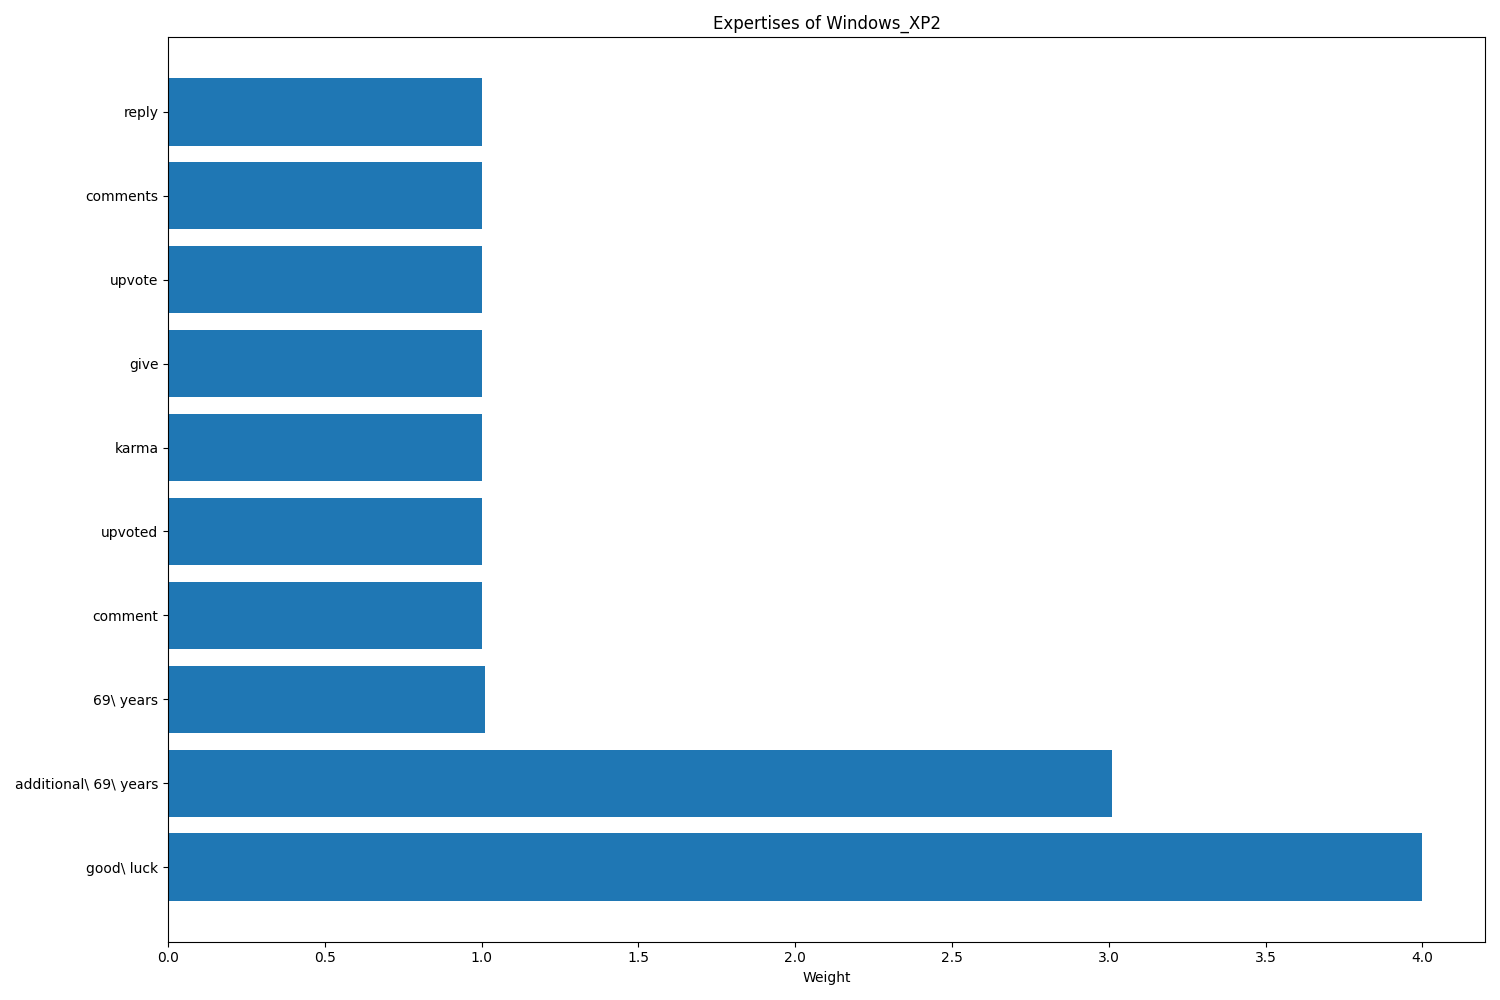 Expertises of Windows_XP2
reply
comments
upvote
give
karma
upvoted
comment
69\ years
additional\ 69\ years
good\ luck
0.0 0.5 1.0 1.5 2.0 2.5 3.0 3.5 4.0
Weight